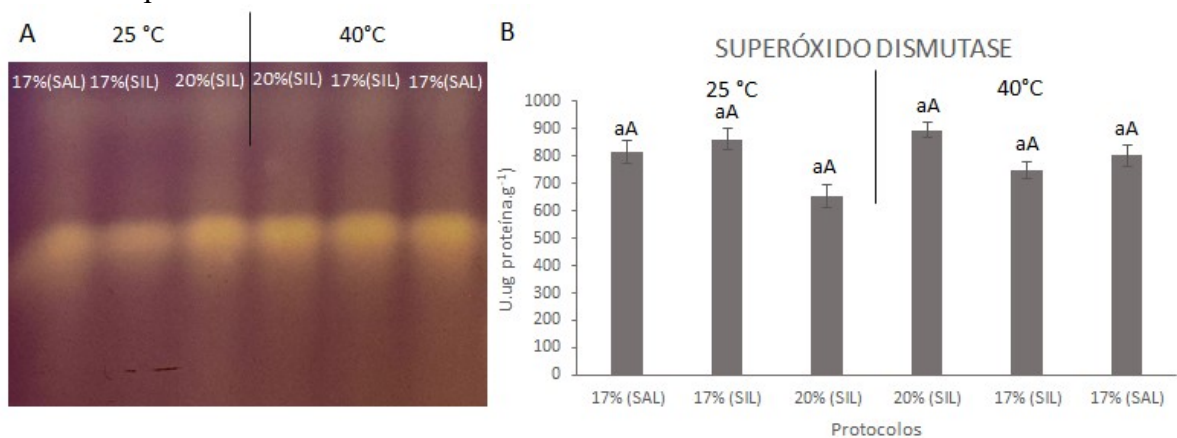 A
25 °C
40°C
17%(SAL)
17%(SIL)
20%(SIL)
20%(SIL)
17%(SIL)
17%(SAL)
B
SUPERÓXIDO DISMUTASE
25 °C
40°C
U.ug proteína.g⁻¹
1000
900
800
700
600
500
400
300
200
100
0
aA
aA
aA
aA
aA
aA
17% (SAL)
17% (SIL)
20% (SIL)
20% (SIL)
17% (SIL)
17% (SAL)
Protocolos